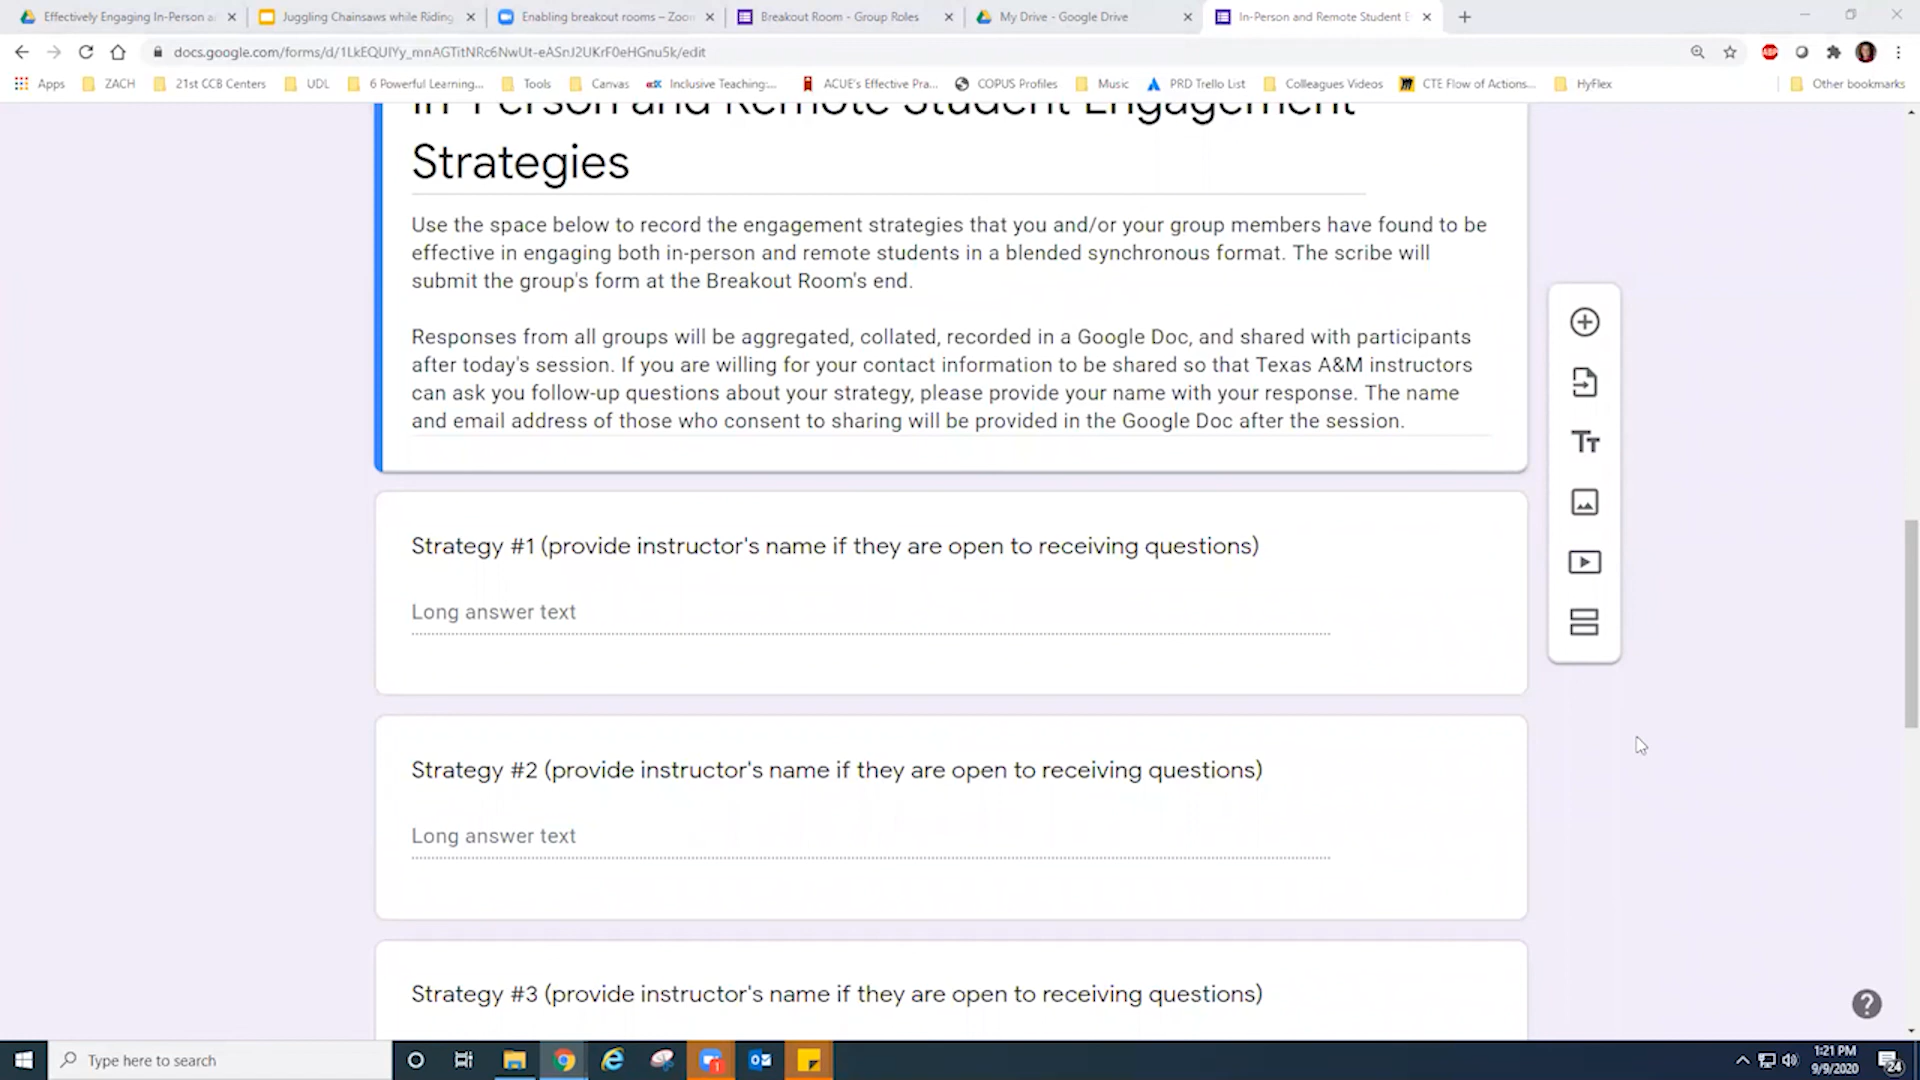 Effectively Engaging In-Person a
Juggling Chainsaws while Riding
Enabling breakout rooms – Zoom
Breakout Room - Group Roles
My Drive - Google Drive
In-Person and Remote Student E
docs.google.com/forms/d/1LkEQUIYy_mnAGTitNRc6NwUt-eASnJ2UKrF0eHGnu5k/edit
ABP
Apps
ZACH
21st CCB Centers
UDL
6 Powerful Learning...
Tools
Canvas
Inclusive Teaching:...
ACUE's Effective Pra...
COPUS Profiles
Music
PRD Trello List
Colleagues Videos
CTE Flow of Actions...
HyFlex
Other bookmarks
In-Person and Remote Student Engagement
Strategies
Use the space below to record the engagement strategies that you and/or your group members have found to be
effective in engaging both in-person and remote students in a blended synchronous format. The scribe will
submit the group's form at the Breakout Room's end.
Responses from all groups will be aggregated, collated, recorded in a Google Doc, and shared with participants
after today's session. If you are willing for your contact information to be shared so that Texas A&M instructors
can ask you follow-up questions about your strategy, please provide your name with your response. The name
and email address of those who consent to sharing will be provided in the Google Doc after the session.
Strategy #1 (provide instructor's name if they are open to receiving questions)
Long answer text
Strategy #2 (provide instructor's name if they are open to receiving questions)
Long answer text
Strategy #3 (provide instructor's name if they are open to receiving questions)
Type here to search
1:21 PM
9/9/2020
24